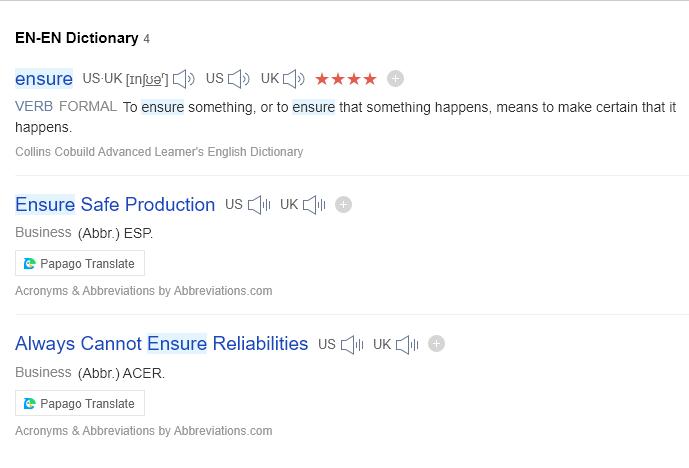 EN-EN Dictionary 4
ensure US·UK [ɪnʃʊəʳ] US UK ★★★★
VERB FORMAL To ensure something, or to ensure that something happens, means to make certain that it
happens.
Collins Cobuild Advanced Learner's English Dictionary
Ensure Safe Production US UK
Business (Abbr.) ESP.
Papago Translate
Acronyms & Abbreviations by Abbreviations.com
Always Cannot Ensure Reliabilities US UK
Business (Abbr.) ACER.
Papago Translate
Acronyms & Abbreviations by Abbreviations.com